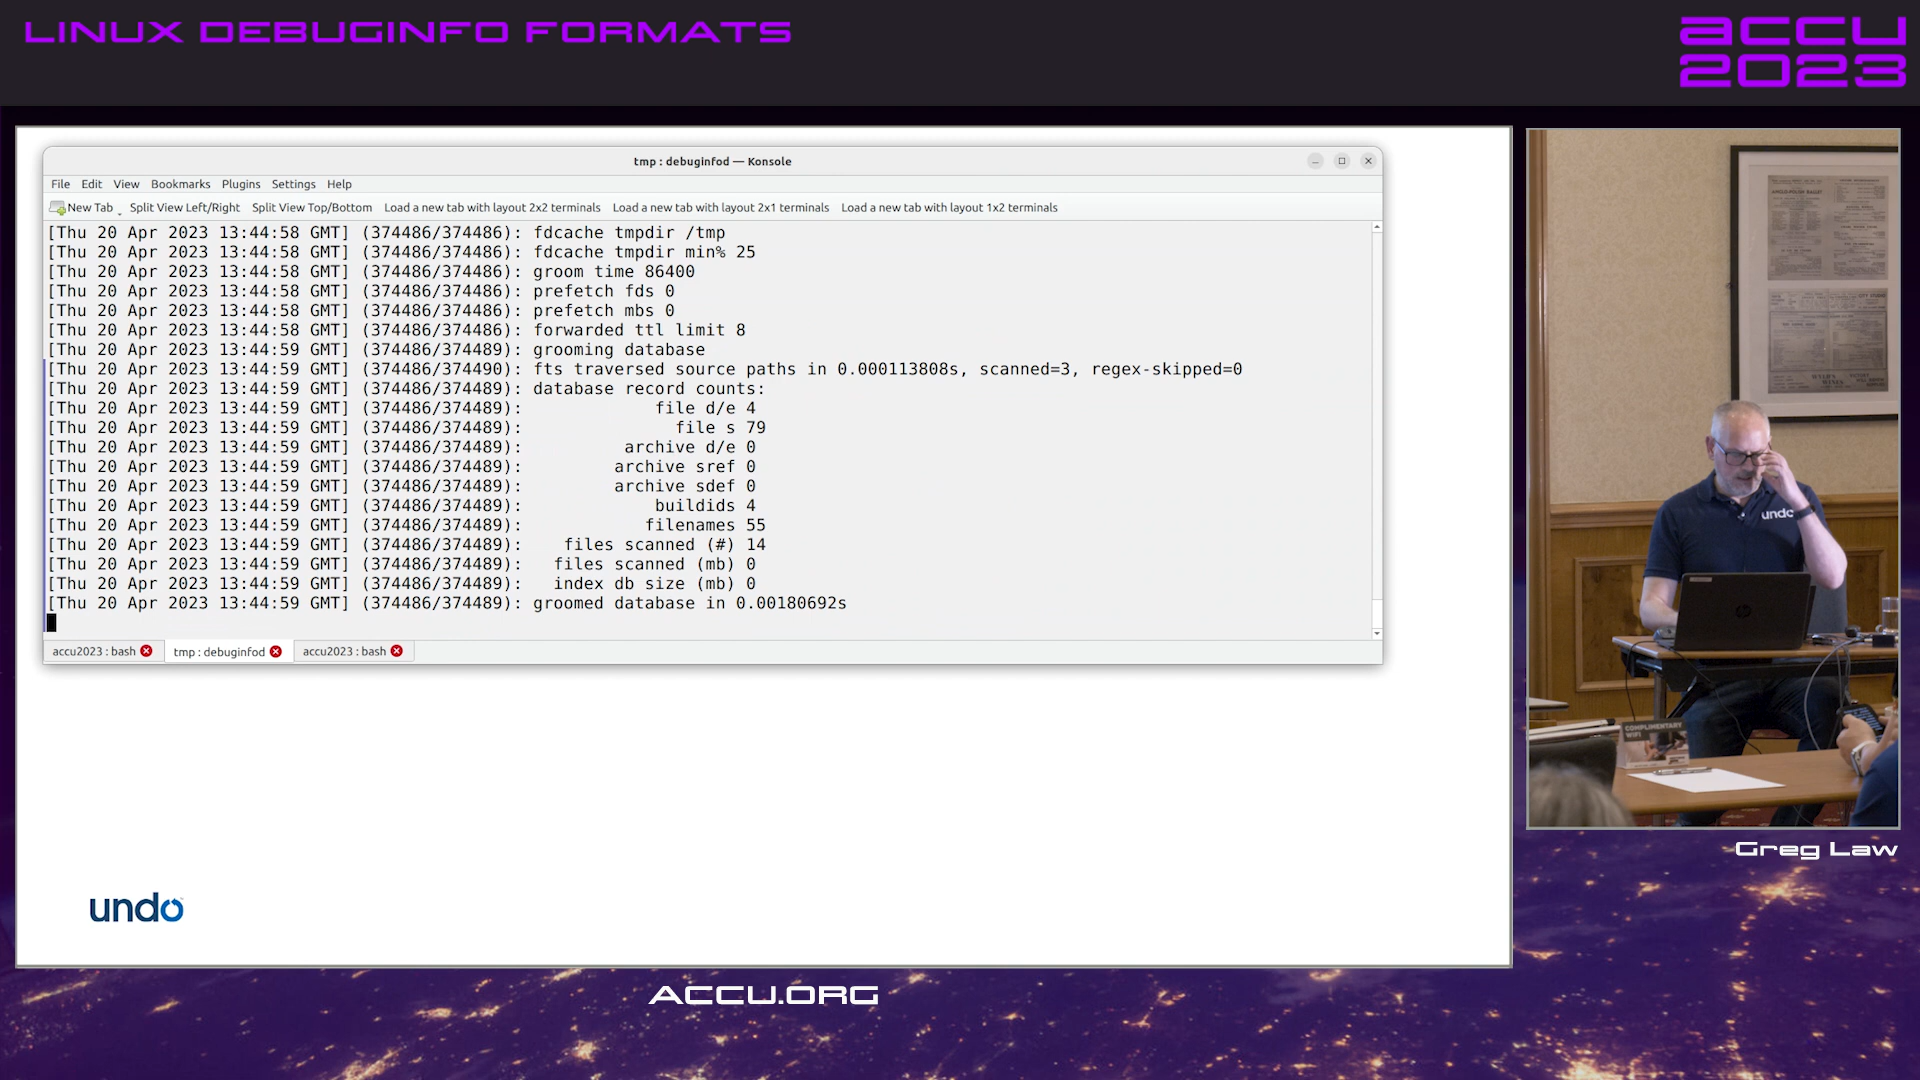 LINUX DEBUGINFO FORMATS
accu
2023
tmp : debuginfod — Konsole
File Edit View Bookmarks Plugins Settings Help
New Tab Split View Left/Right Split View Top/Bottom Load a new tab with layout 2x2 terminals Load a new tab with layout 2x1 terminals Load a new tab with layout 1x2 terminals
[Thu 20 Apr 2023 13:44:58 GMT] (374486/374486): fdcache tmpdir /tmp
[Thu 20 Apr 2023 13:44:58 GMT] (374486/374486): fdcache tmpdir min% 25
[Thu 20 Apr 2023 13:44:58 GMT] (374486/374486): groom time 86400
[Thu 20 Apr 2023 13:44:58 GMT] (374486/374486): prefetch fds 0
[Thu 20 Apr 2023 13:44:58 GMT] (374486/374486): prefetch mbs 0
[Thu 20 Apr 2023 13:44:58 GMT] (374486/374486): forwarded ttl limit 8
[Thu 20 Apr 2023 13:44:59 GMT] (374486/374489): grooming database
[Thu 20 Apr 2023 13:44:59 GMT] (374486/374490): fts traversed source paths in 0.000113808s, scanned=3, regex-skipped=0
[Thu 20 Apr 2023 13:44:59 GMT] (374486/374489): database record counts:
[Thu 20 Apr 2023 13:44:59 GMT] (374486/374489): file d/e 4
[Thu 20 Apr 2023 13:44:59 GMT] (374486/374489): file s 79
[Thu 20 Apr 2023 13:44:59 GMT] (374486/374489): archive d/e 0
[Thu 20 Apr 2023 13:44:59 GMT] (374486/374489): archive sref 0
[Thu 20 Apr 2023 13:44:59 GMT] (374486/374489): archive sdef 0
[Thu 20 Apr 2023 13:44:59 GMT] (374486/374489): buildids 4
[Thu 20 Apr 2023 13:44:59 GMT] (374486/374489): filenames 55
[Thu 20 Apr 2023 13:44:59 GMT] (374486/374489): files scanned (#) 14
[Thu 20 Apr 2023 13:44:59 GMT] (374486/374489): files scanned (mb) 0
[Thu 20 Apr 2023 13:44:59 GMT] (374486/374489): index db size (mb) 0
[Thu 20 Apr 2023 13:44:59 GMT] (374486/374489): groomed database in 0.00180692s
accu2023 : bash tmp : debuginfod accu2023 : bash
undo
undo
COMPLIMENTARY
WIFI
Greg Law
ACCU.ORG